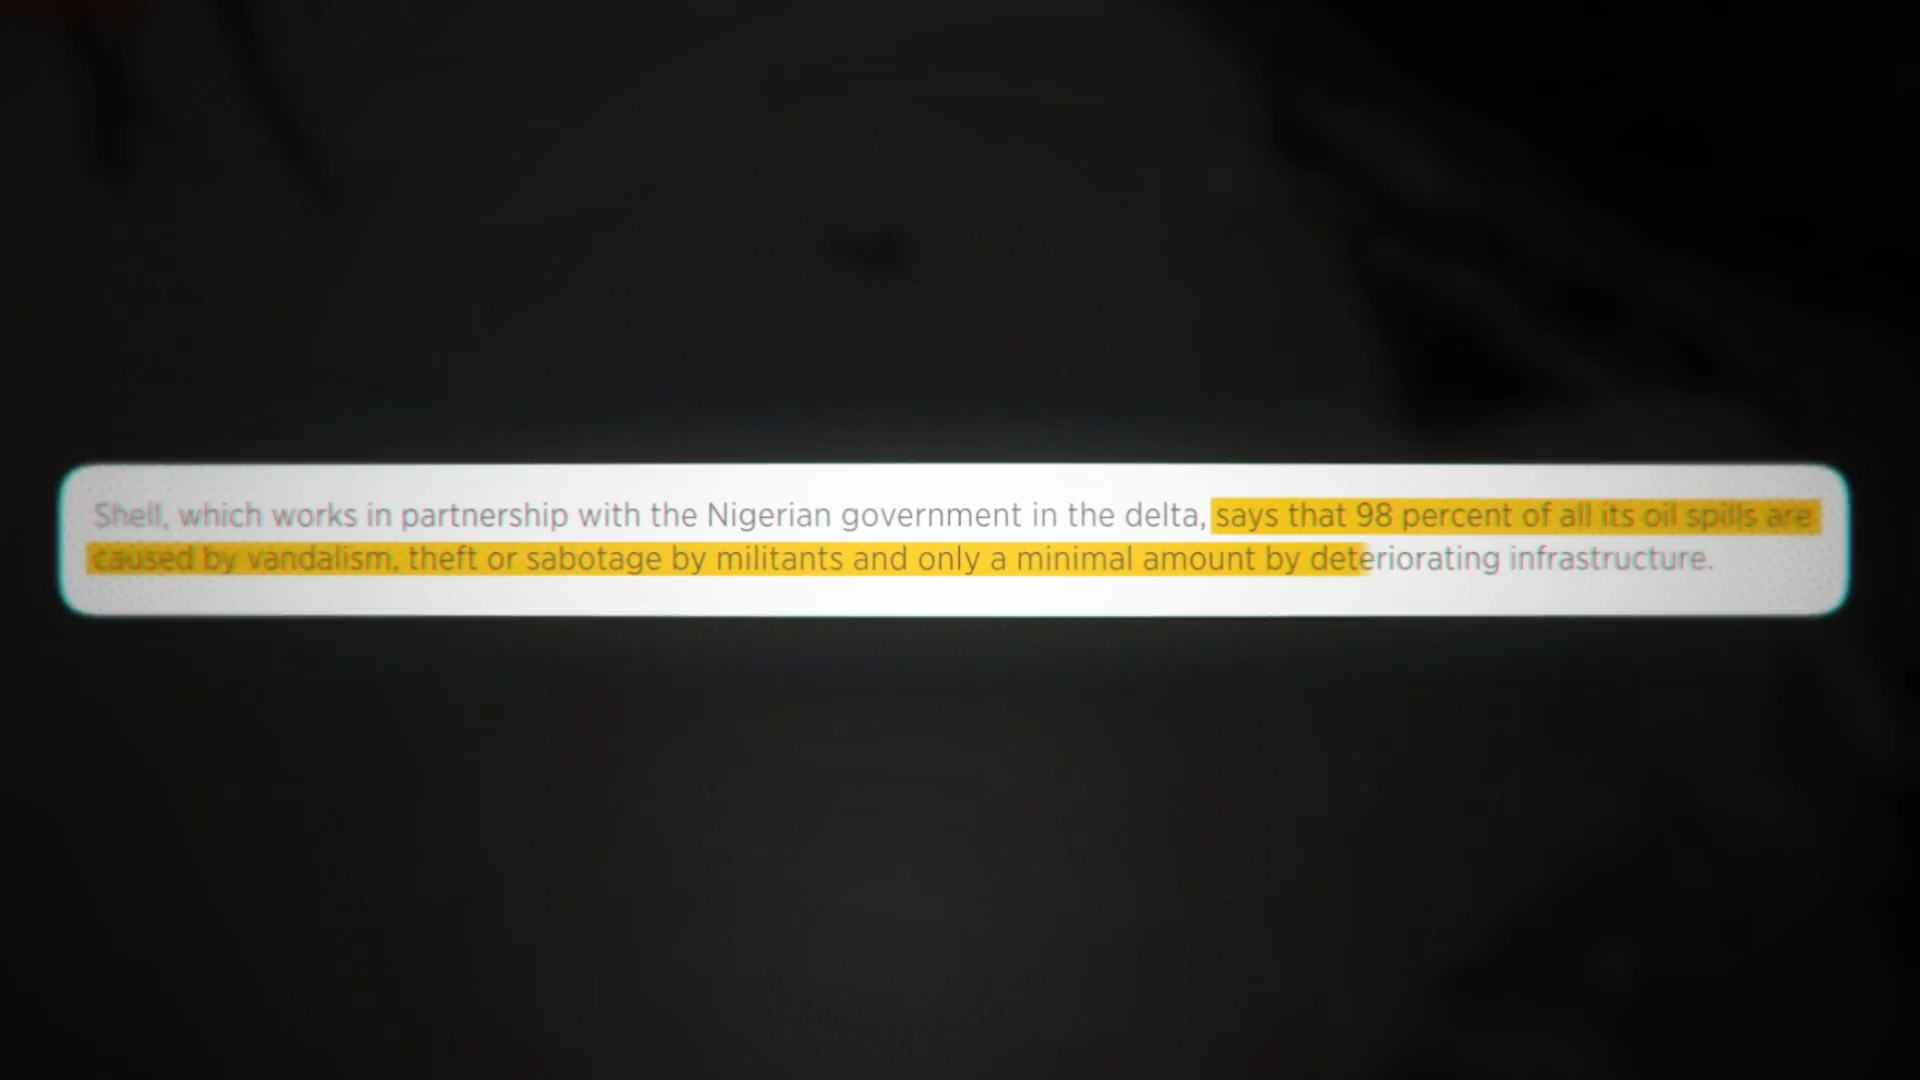 Shell, which works in partnership with the Nigerian government in the delta, says that 98 percent of all its oil spills are
caused by vandalism, theft or sabotage by militants and only a minimal amount by deteriorating infrastructure.